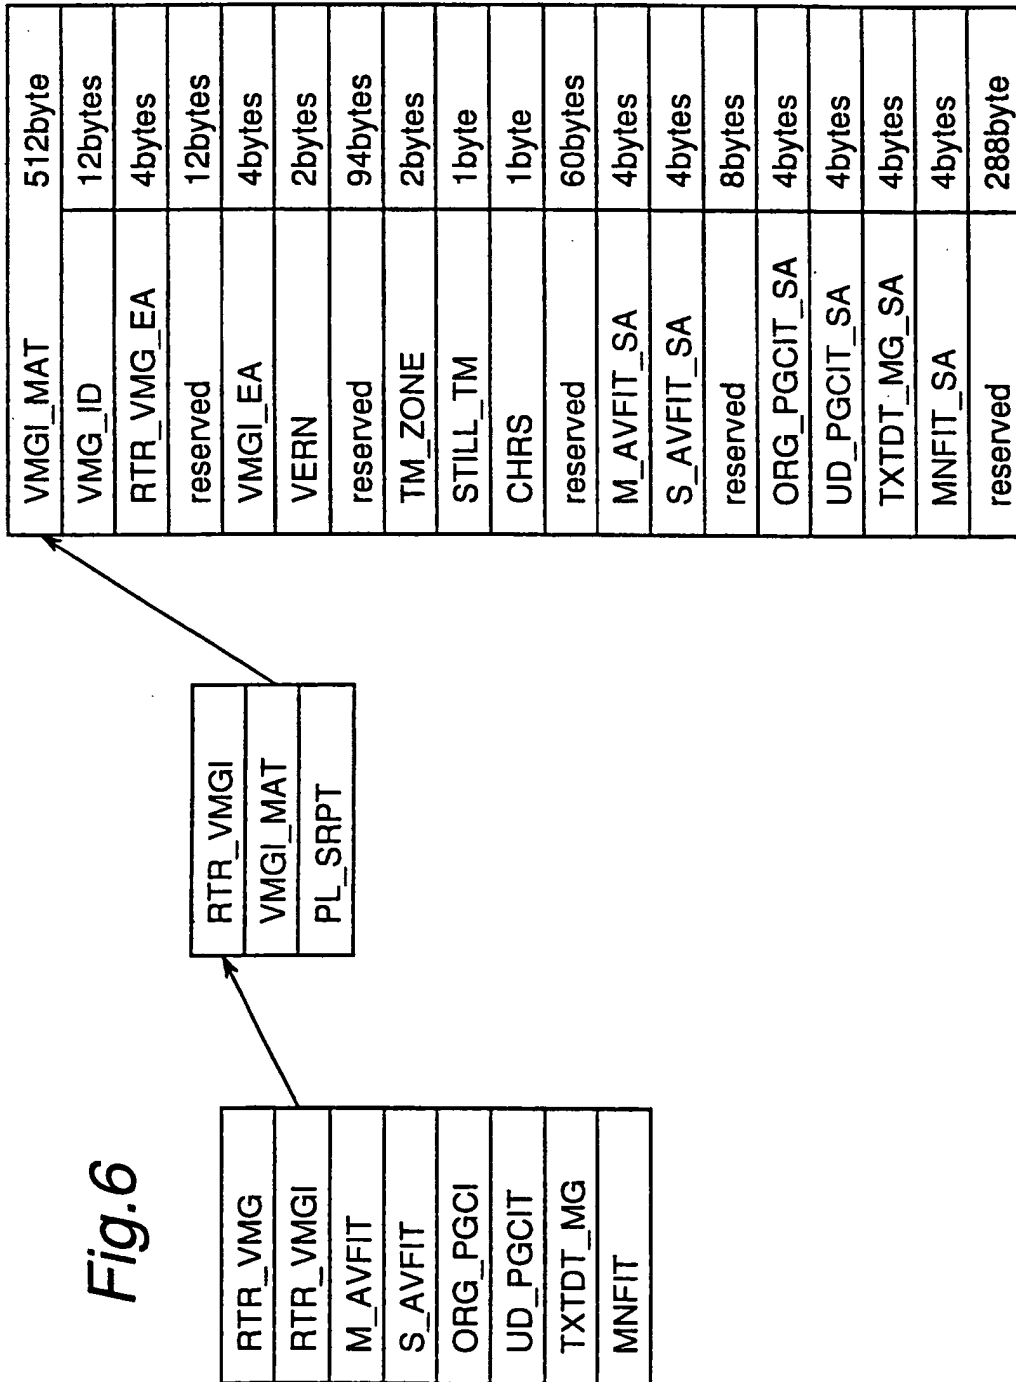 Fig.6
RTR_VMG
RTR_VMGI
M_AVFIT
S_AVFIT
ORG_PGCI
UD_PGCIT
TXTDT_MG
MNFIT
RTR_VMGI
VMGI_MAT
PL_SRPT
VMGI_MAT 512byte
VMG_ID 12bytes
RTR_VMG_EA 4bytes
reserved 12bytes
VMGI_EA 4bytes
VERN 2bytes
reserved 94bytes
TM_ZONE 2bytes
STILL_TM 1byte
CHRS 1byte
reserved 60bytes
M_AVFIT_SA 4bytes
S_AVFIT_SA 4bytes
reserved 8bytes
ORG_PGCIT_SA 4bytes
UD_PGCIT_SA 4bytes
TXTDT_MG_SA 4bytes
MNFIT_SA 4bytes
reserved 288byte